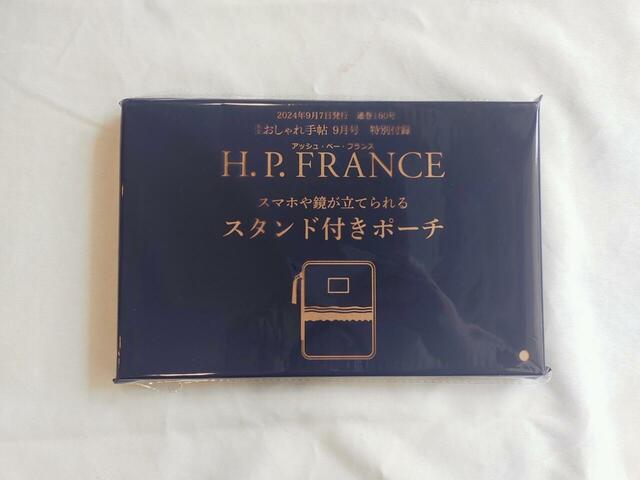 2024年9月7日発行 通巻160号
おしゃれ手帖 9月号 特別付録
アッシュ・ペー・フランス
H.P.FRANCE
スマホや鏡が立てられる
スタンド付きポーチ